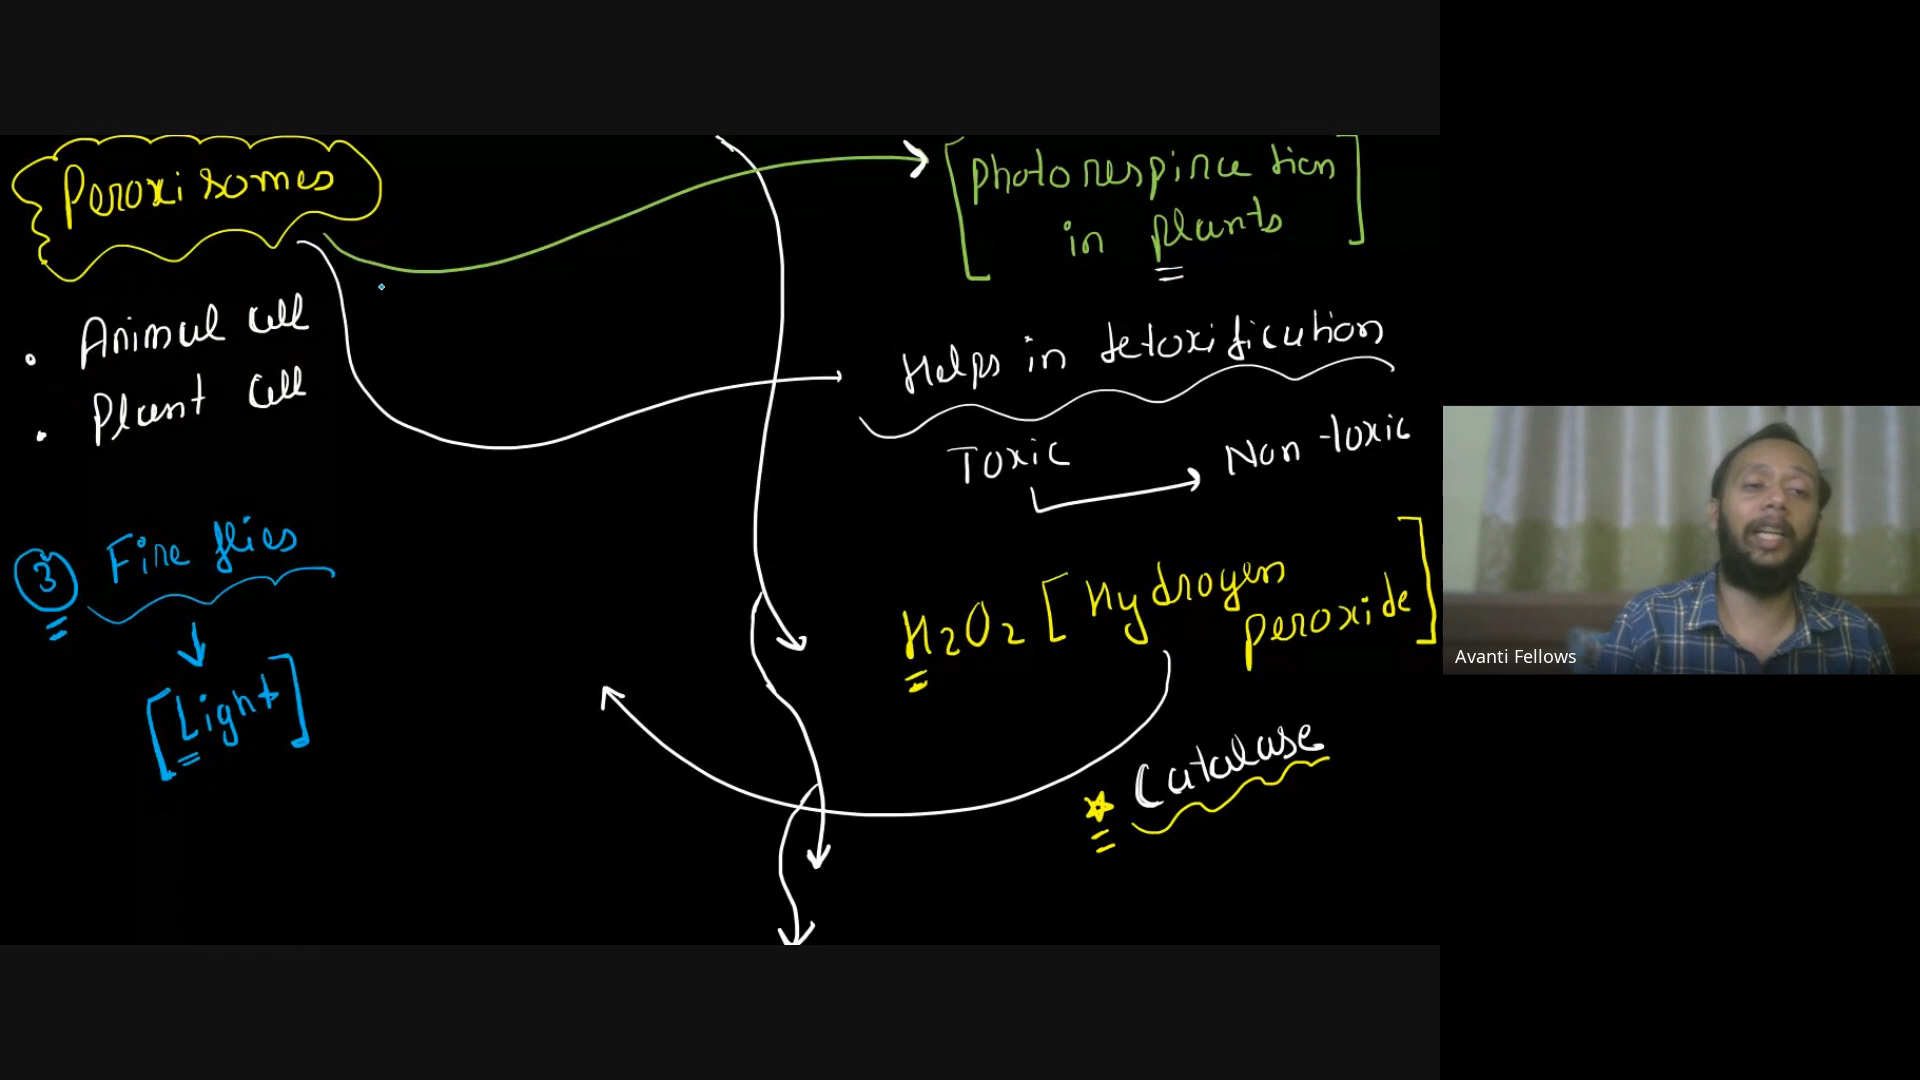 Peroxisomes
• Animal Cell
• Plant Cell
③ Fire flies
[Light]
[Photorespiration
in plants]
Helps in detoxification
Toxic → Non-toxic
H2O2 [Hydrogen
peroxide]
Catalase
Avanti Fellows